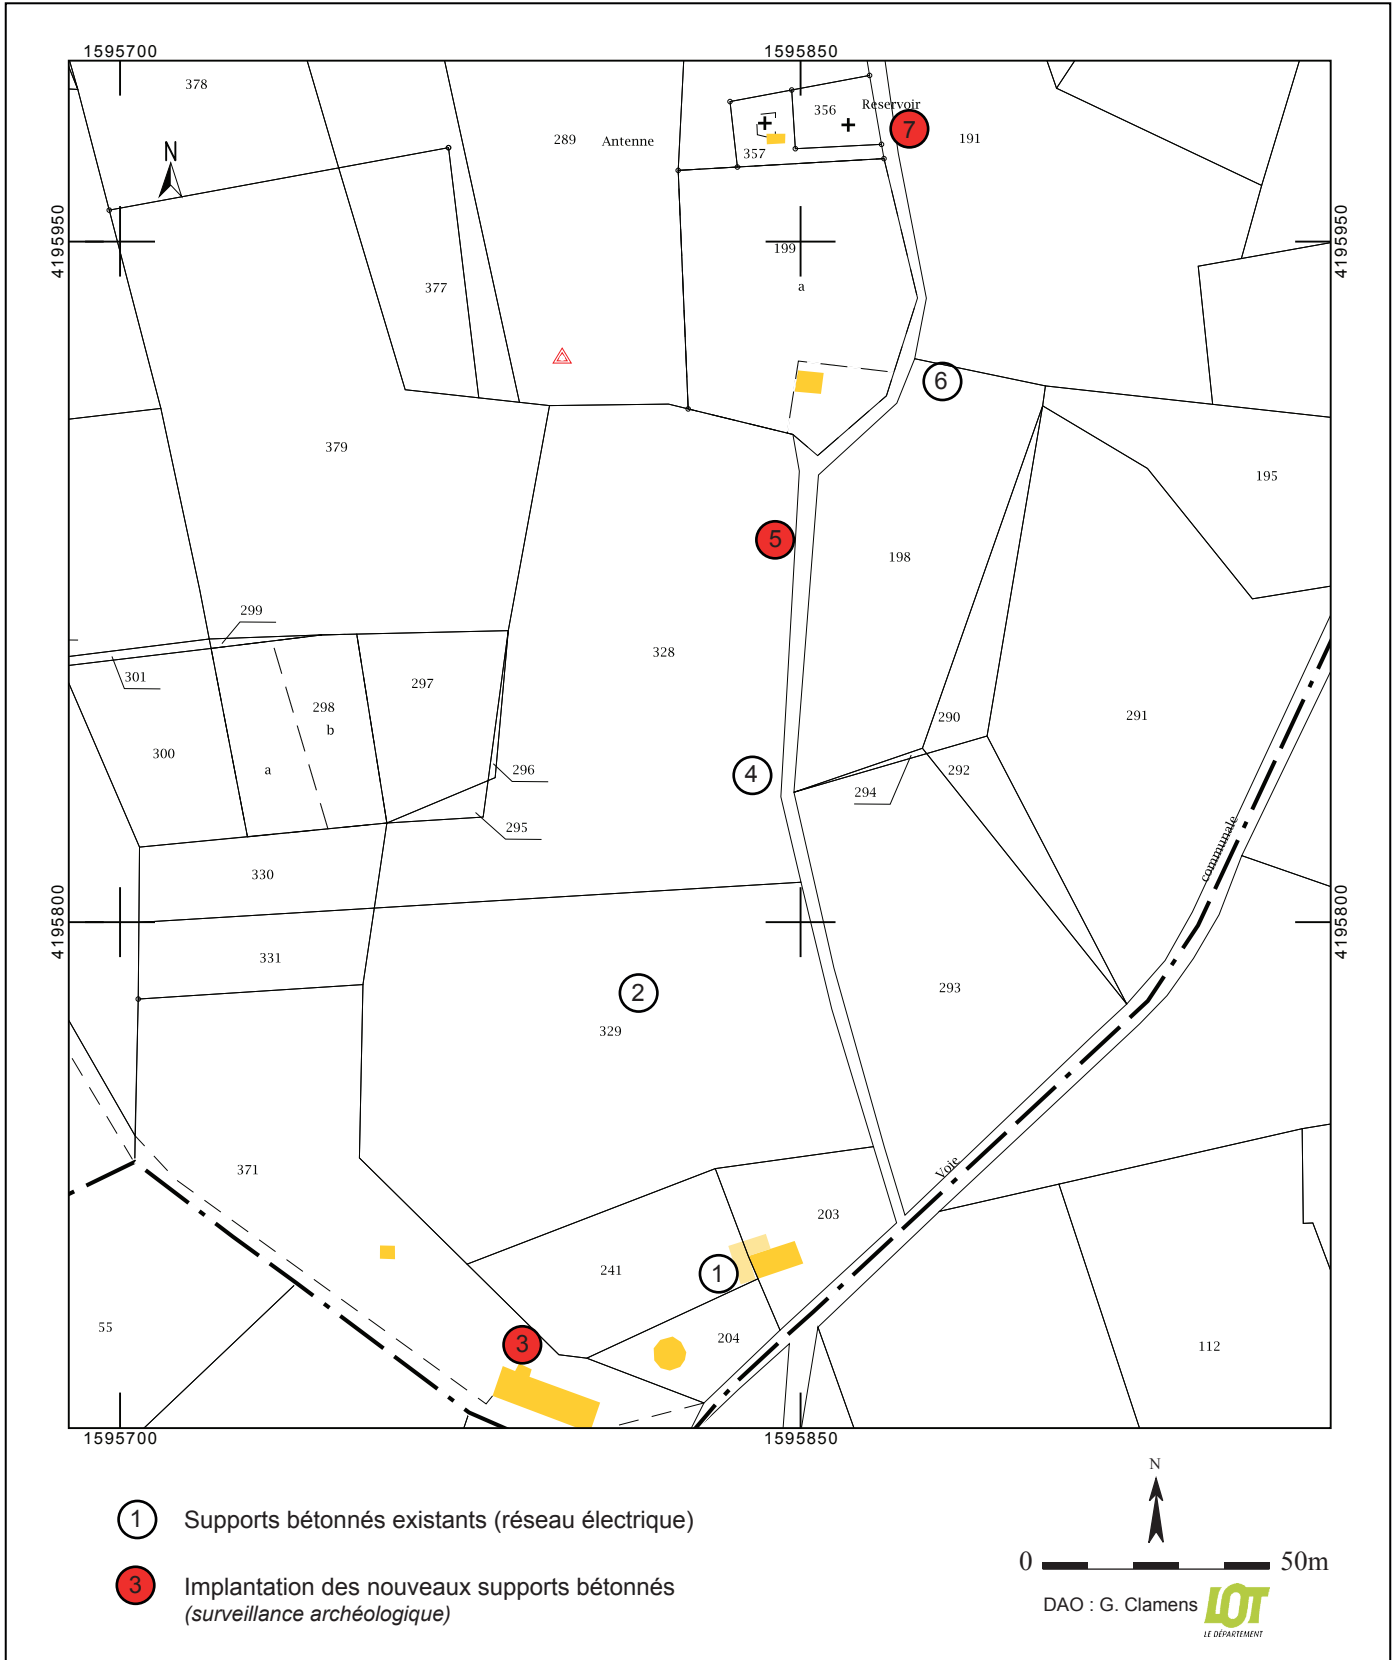 1595700
1595850
378
356
Reservoir
7
289
Antenne
357
191
N
4195950
4195950
199
a
377
6
379
195
5
198
299
328
301
297
298
b
290
291
300
a
296
4
292
294
295
communale
330
4195800
4195800
331
2
293
329
Voie
371
203
241
1
55
3
204
112
1595700
1595850
N
1 Supports bétonnés existants (réseau électrique)
0 50m
3 Implantation des nouveaux supports bétonnés
(surveillance archéologique)
DAO : G. Clamens
LOT
LE DÉPARTEMENT